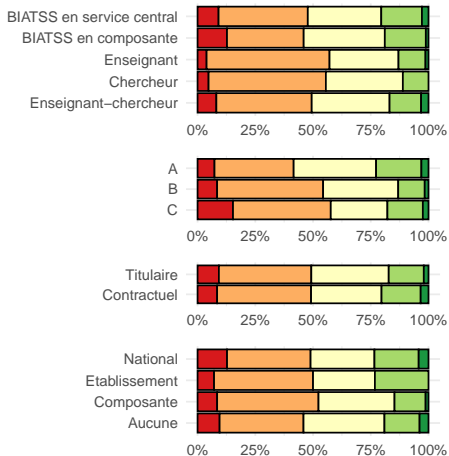 BIATSS en service central
BIATSS en composante
Enseignant
Chercheur
Enseignant−chercheur
0% 25% 50% 75% 100%
A
B
C
0% 25% 50% 75% 100%
Titulaire
Contractuel
0% 25% 50% 75% 100%
National
Etablissement
Composante
Aucune
0% 25% 50% 75% 100%